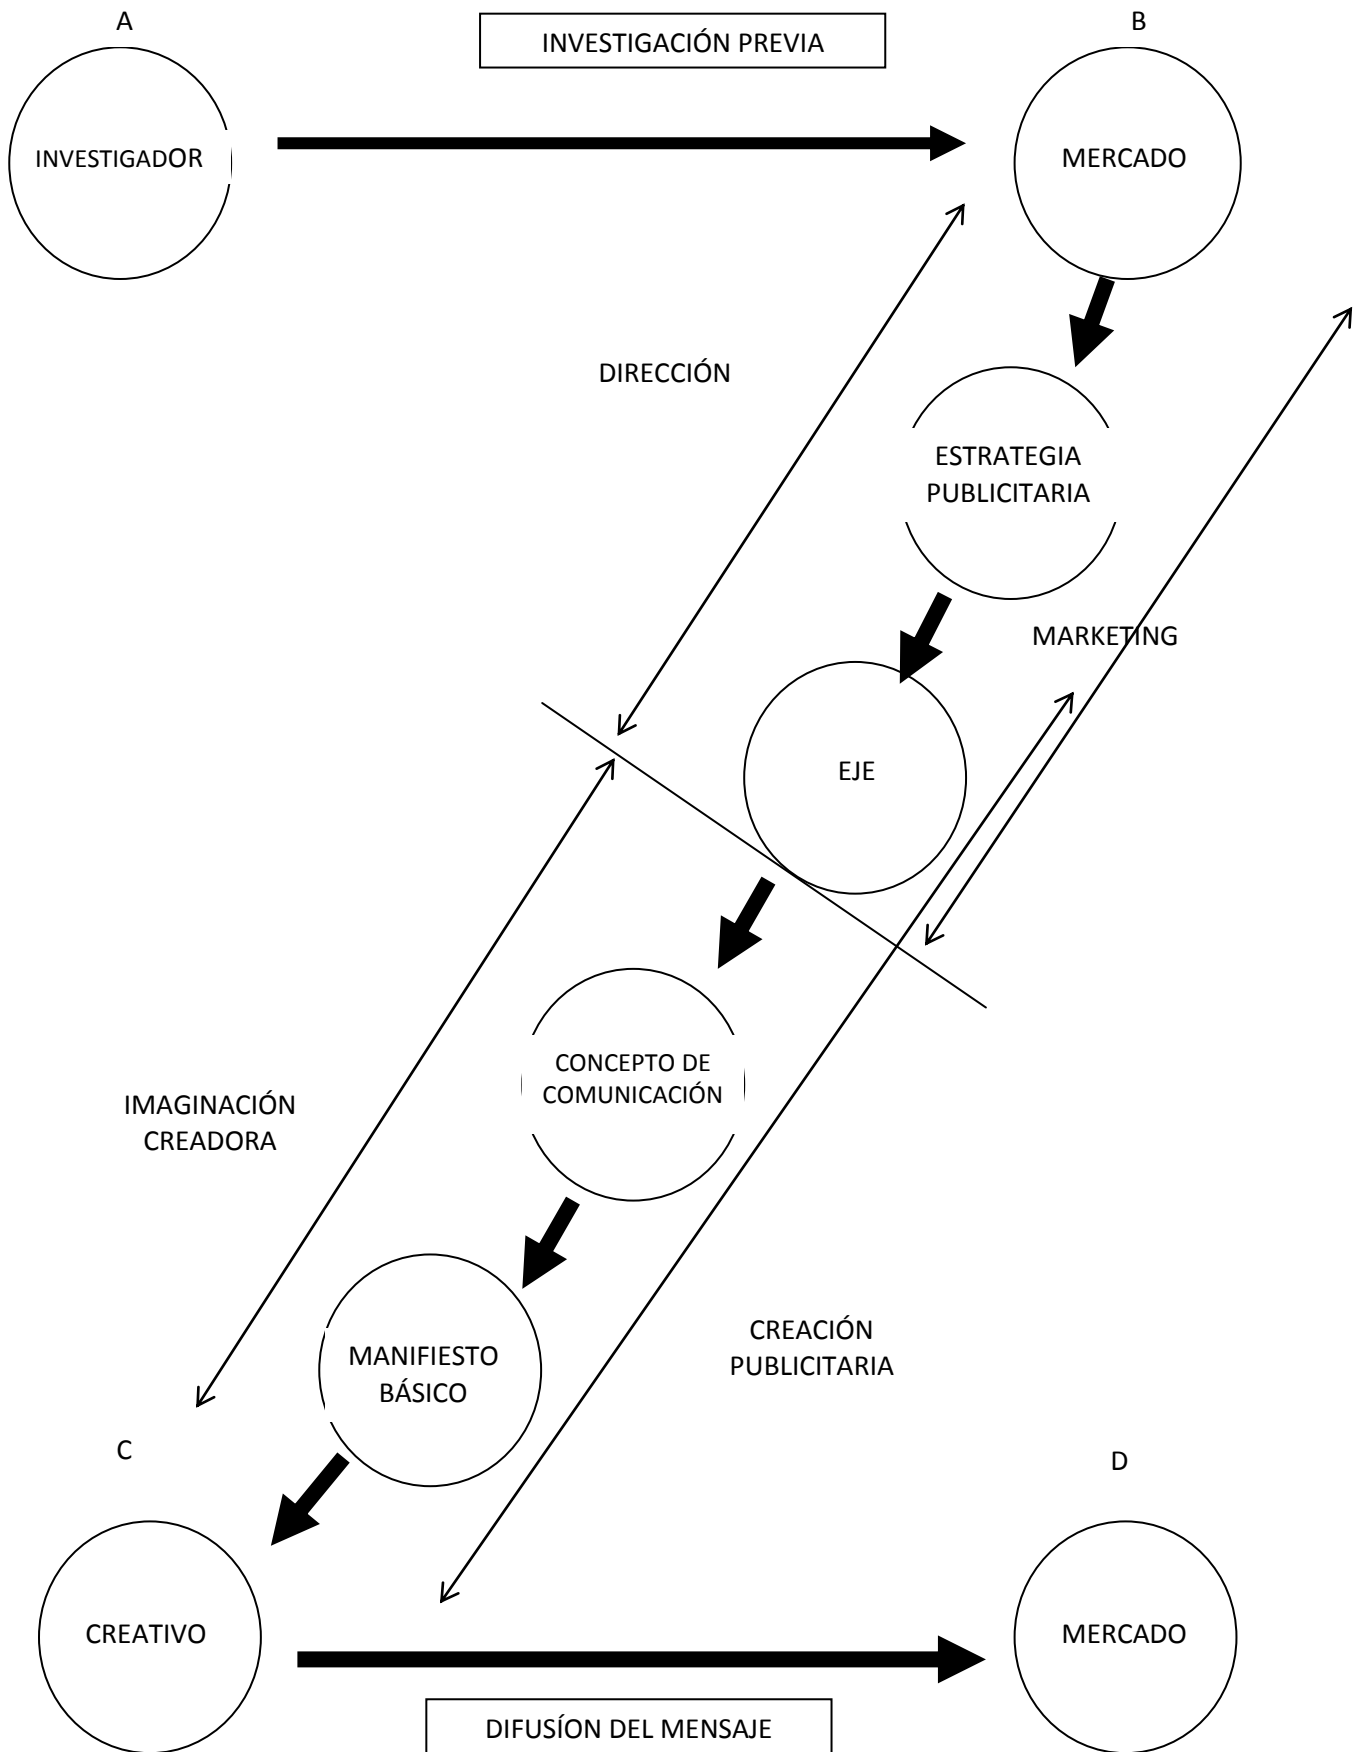 A
B
INVESTIGACIÓN PREVIA
INVESTIGADOR
MERCADO
DIRECCIÓN
ESTRATEGIA
PUBLICITARIA
MARKETING
EJE
CONCEPTO DE
COMUNICACIÓN
IMAGINACIÓN
CREADORA
CREACIÓN
PUBLICITARIA
MANIFIESTO
BÁSICO
C
D
CREATIVO
MERCADO
DIFUSÍON DEL MENSAJE